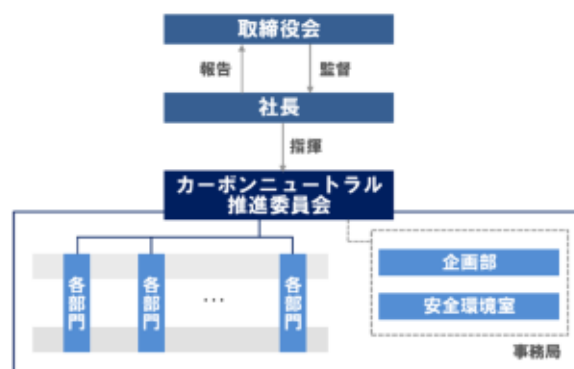 取締役会
報告
監督
社長
指揮
カーボンニュートラル
推進委員会
各部門
各部門
…
各部門
企画部
安全環境室
事務局